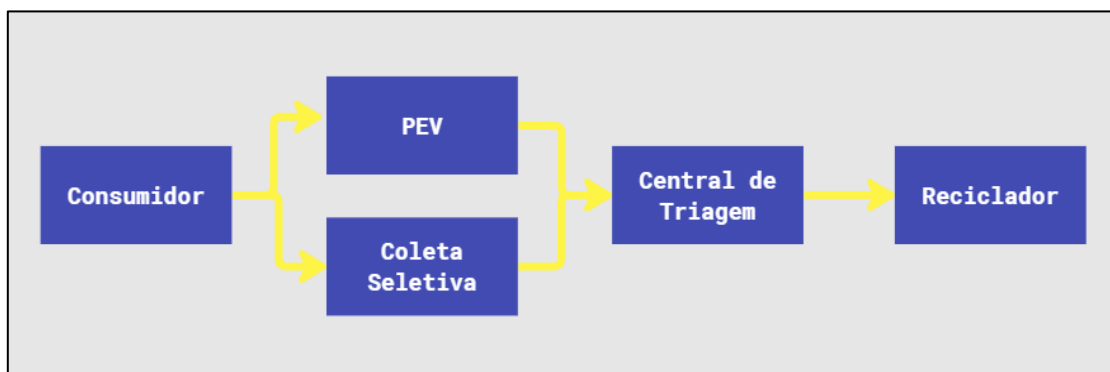 Consumidor
PEV
Coleta
Seletiva
Central de
Triagem
Reciclador